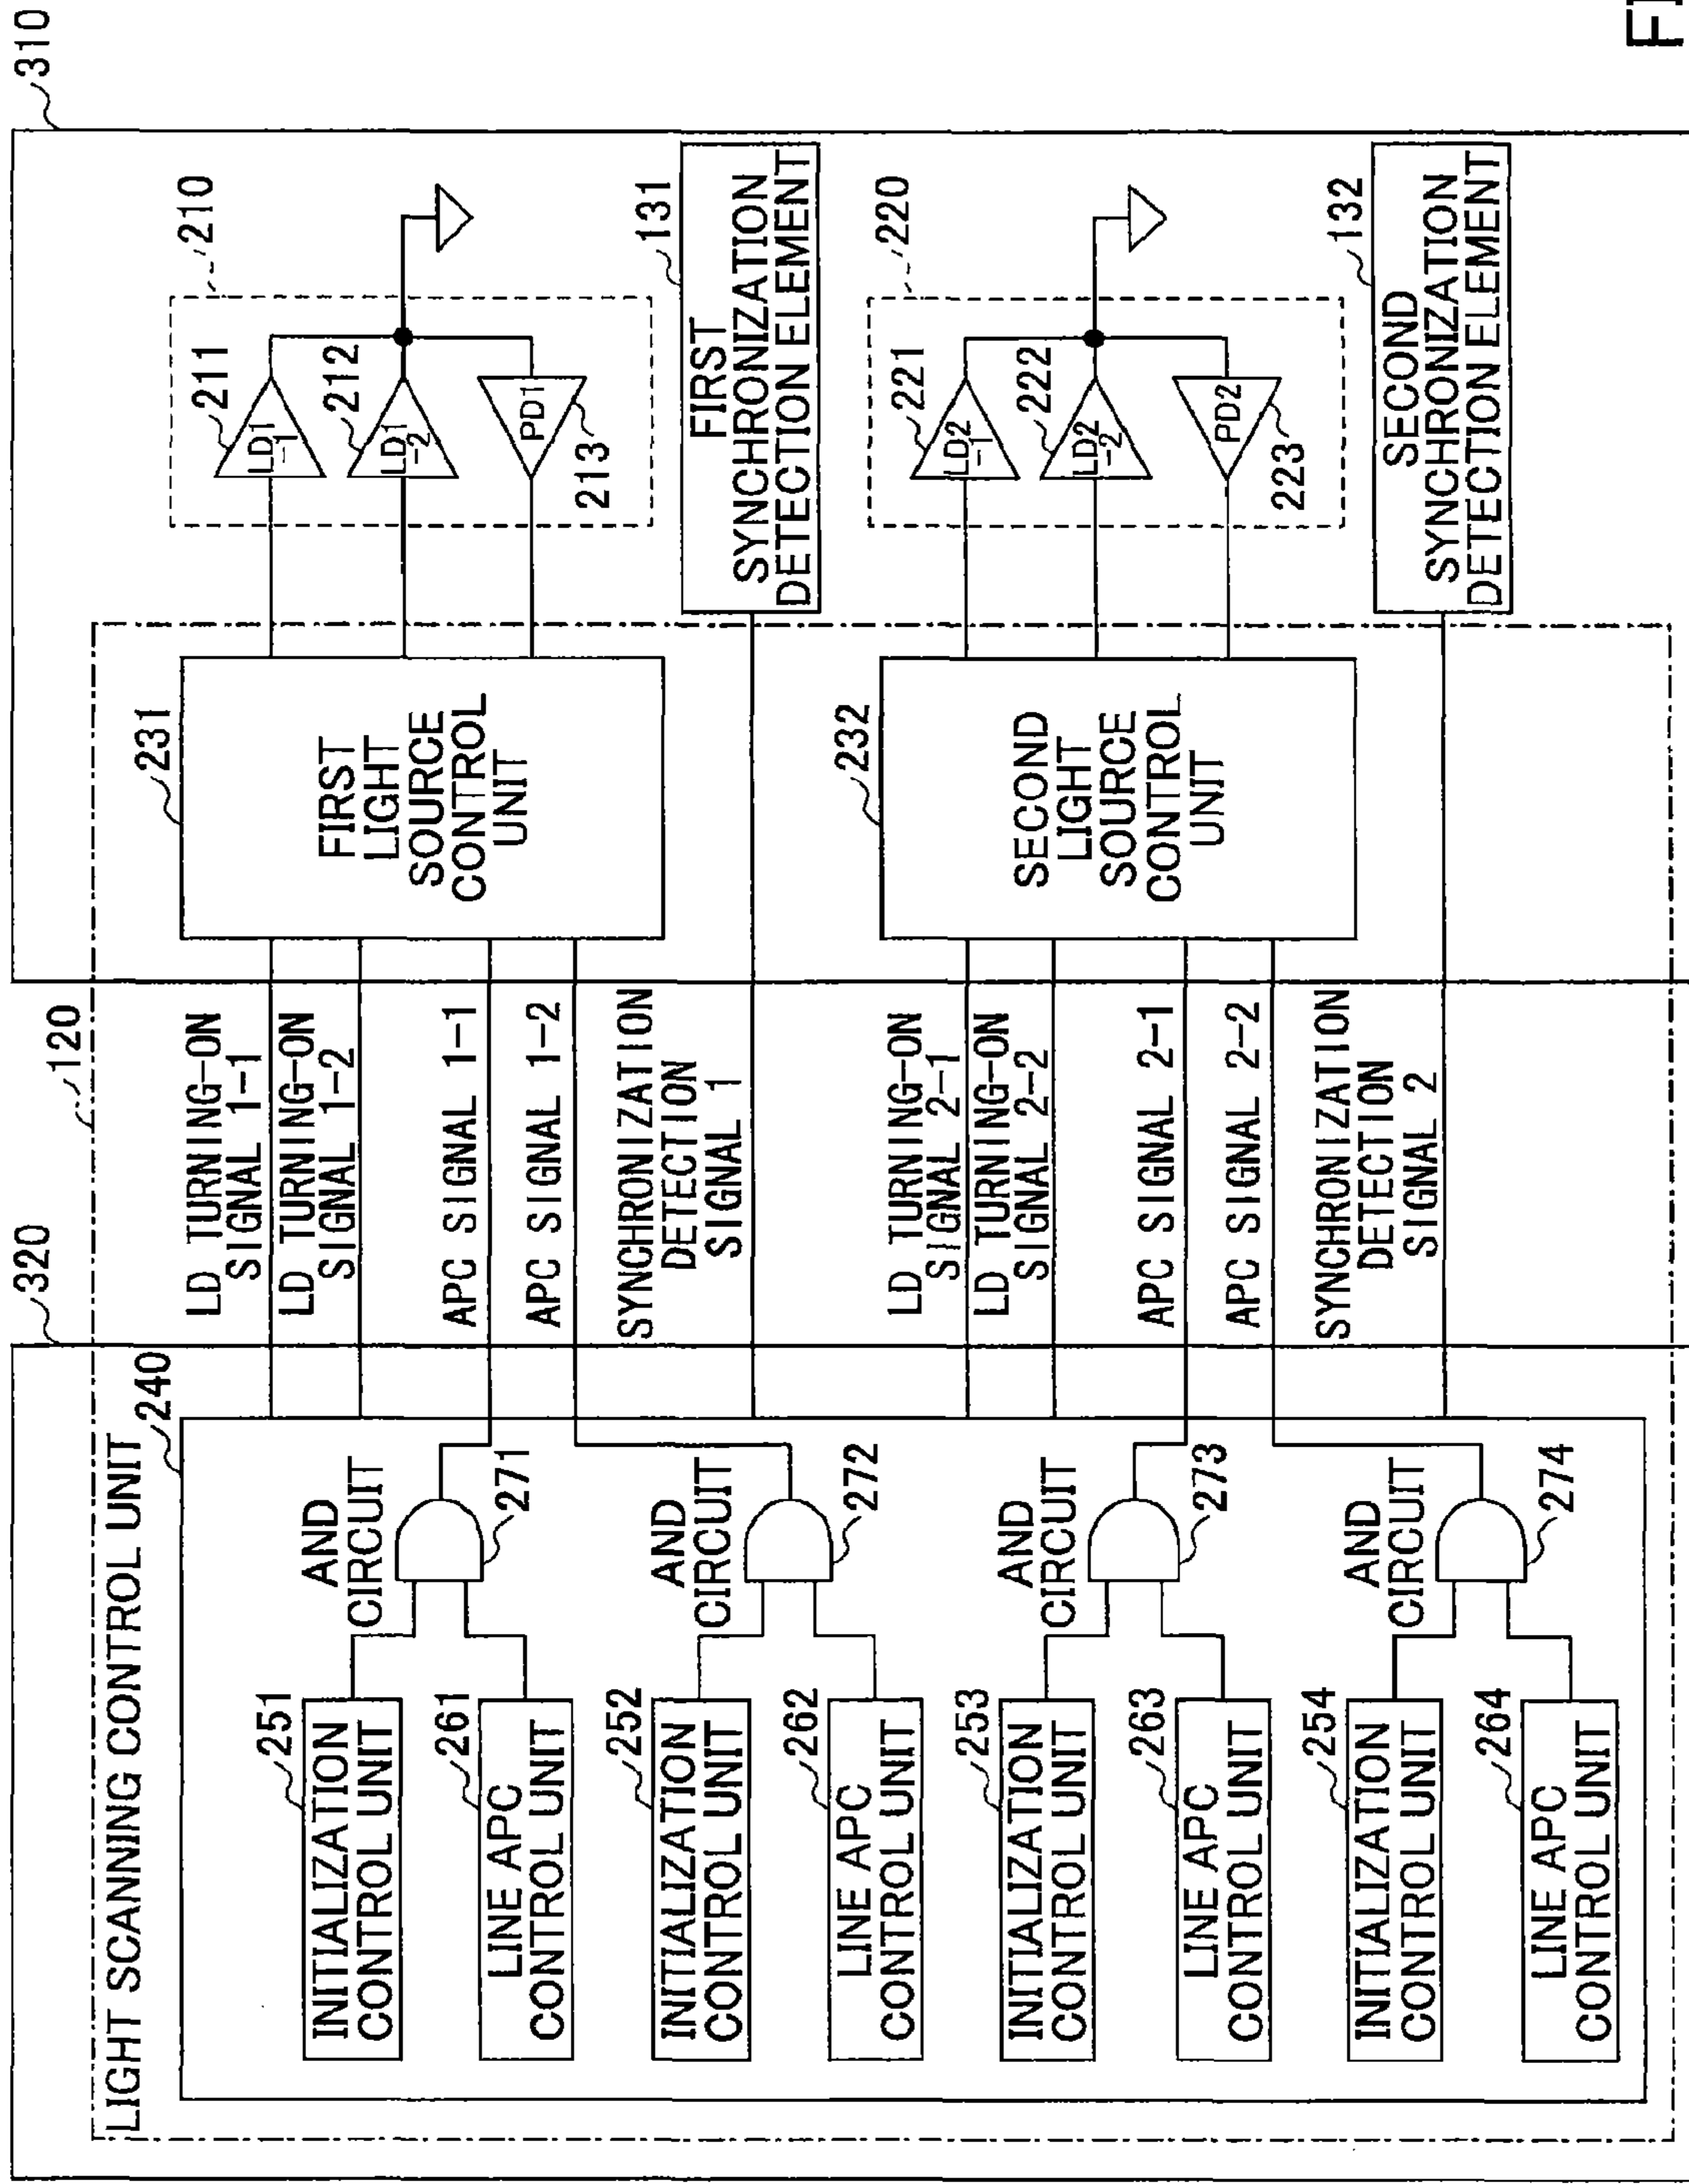 FI
310
320
120
LIGHT SCANNING CONTROL UNIT
240
251
INITIALIZATION
CONTROL UNIT
261
LINE APC
CONTROL UNIT
AND
CIRCUIT
271
252
INITIALIZATION
CONTROL UNIT
262
LINE APC
CONTROL UNIT
AND
CIRCUIT
272
253
INITIALIZATION
CONTROL UNIT
263
LINE APC
CONTROL UNIT
AND
CIRCUIT
273
254
INITIALIZATION
CONTROL UNIT
264
LINE APC
CONTROL UNIT
AND
CIRCUIT
274
LD TURNING-ON
SIGNAL 1-1
LD TURNING-ON
SIGNAL 1-2
APC SIGNAL 1-1
APC SIGNAL 1-2
SYNCHRONIZATION
DETECTION
SIGNAL 1
LD TURNING-ON
SIGNAL 2-1
LD TURNING-ON
SIGNAL 2-2
APC SIGNAL 2-1
APC SIGNAL 2-2
SYNCHRONIZATION
DETECTION
SIGNAL 2
231
FIRST
LIGHT
SOURCE
CONTROL
UNIT
232
SECOND
LIGHT
SOURCE
CONTROL
UNIT
210
211
LD1
-1
212
LD1
-2
PD1
213
131
FIRST
SYNCHRONIZATION
DETECTION ELEMENT
220
221
LD2
-1
222
LD2
-2
PD2
223
132
SECOND
SYNCHRONIZATION
DETECTION ELEMENT